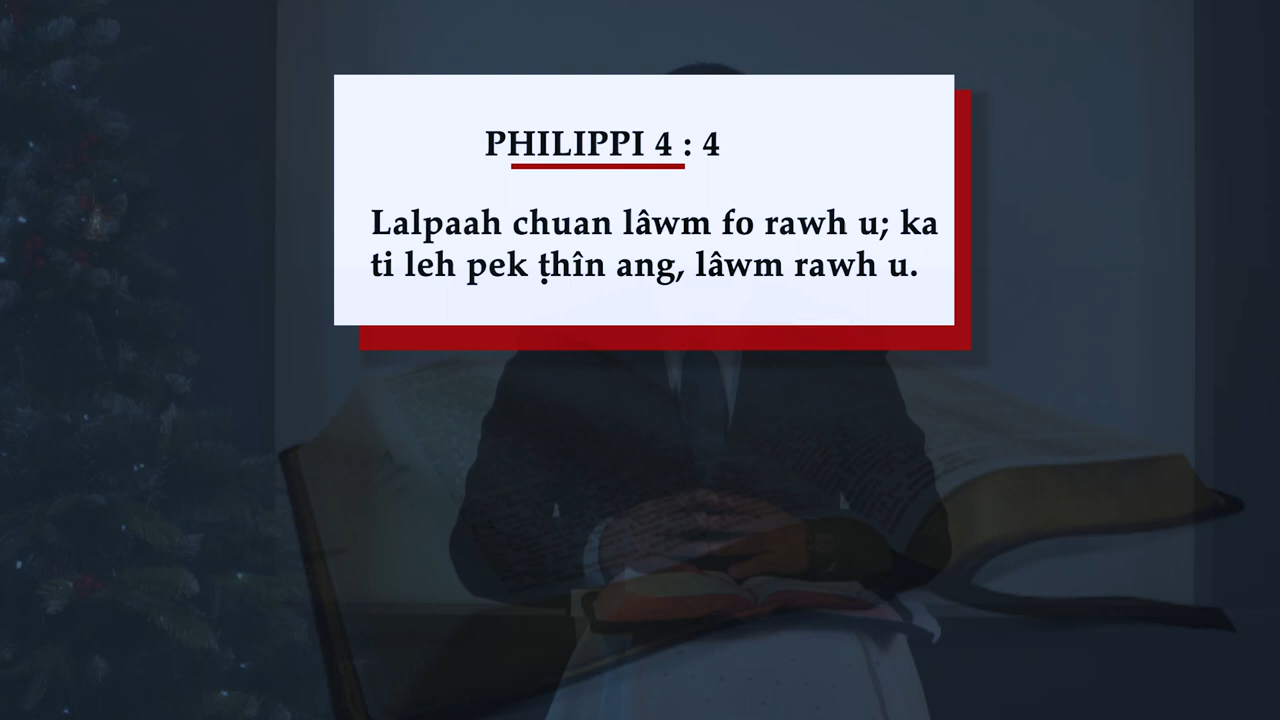 PHILIPPI 4 : 4
Lalpaah chuan lâwm fo rawh u; ka
ti leh pek ṭhîn ang, lâwm rawh u.